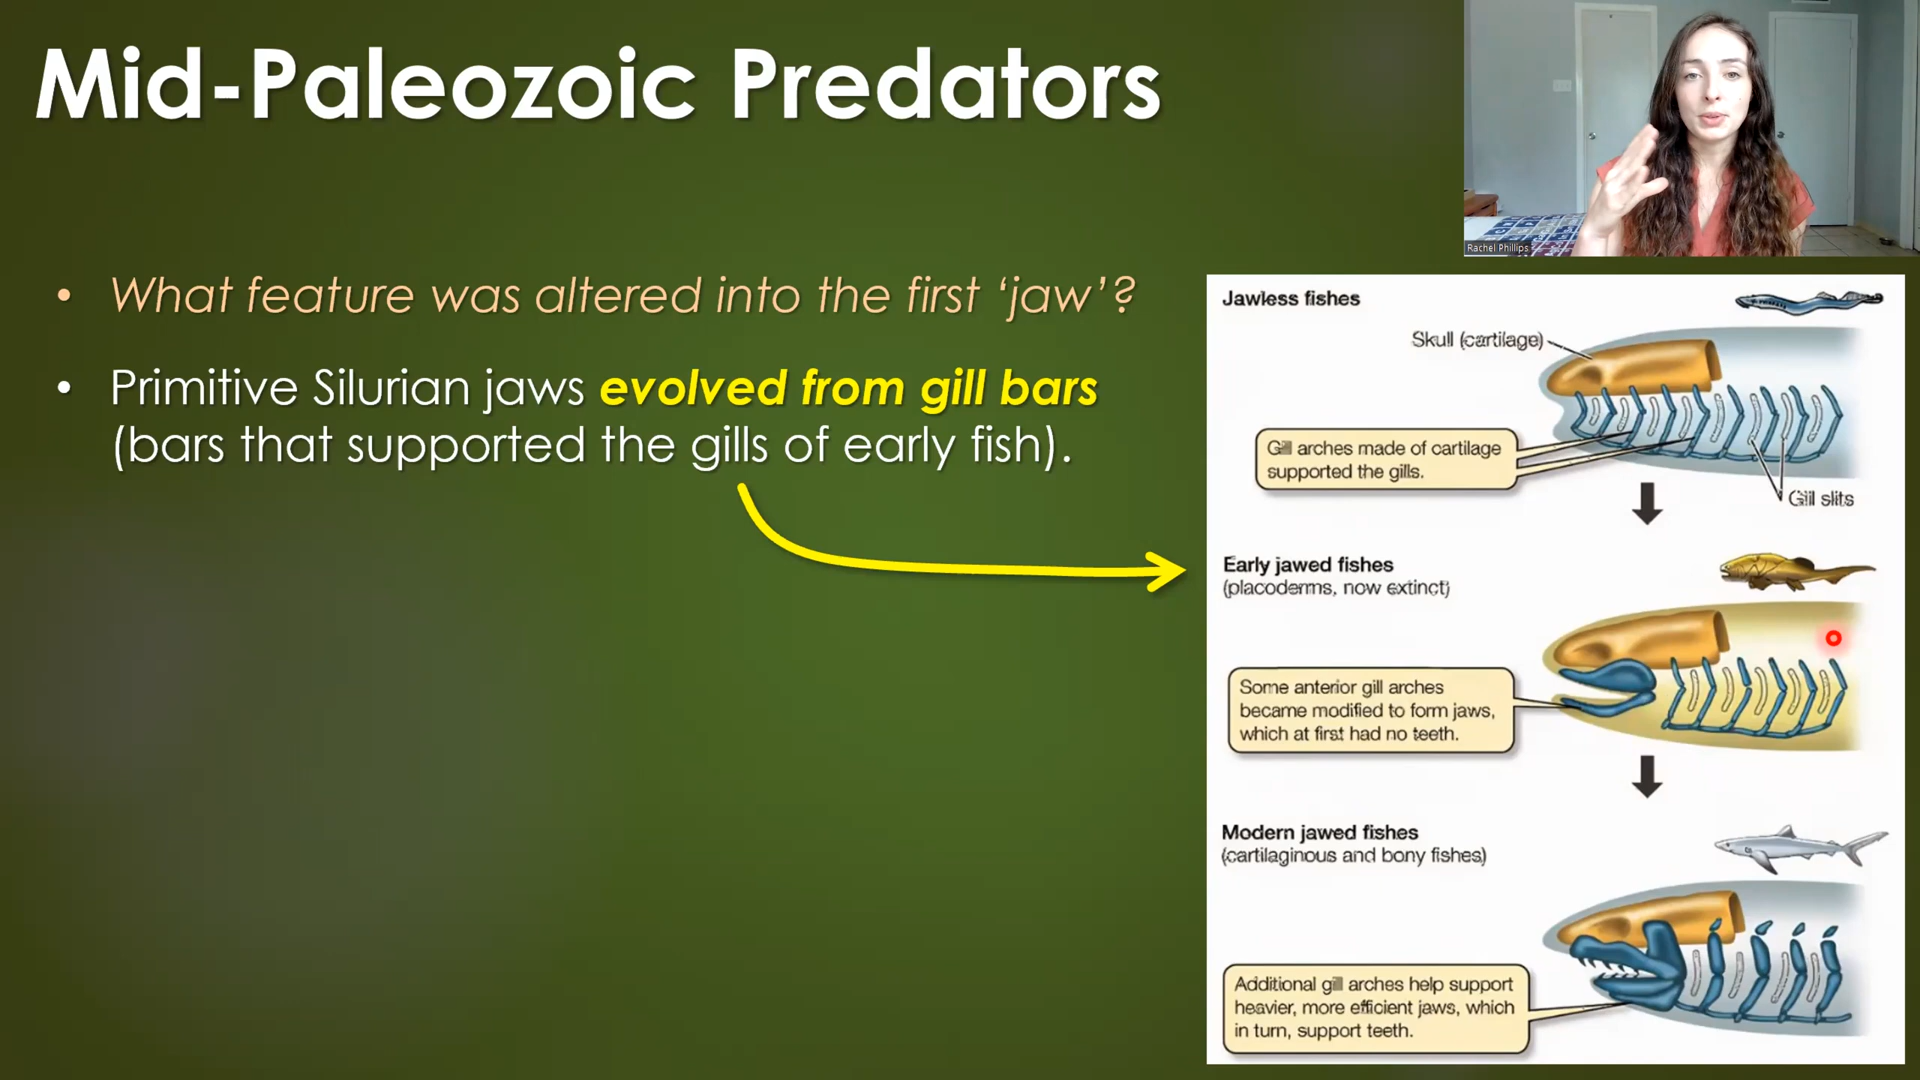 Mid-Paleozoic Predators
Rachel Phillips
• What feature was altered into the first ‘jaw’?
• Primitive Silurian jaws evolved from gill bars
(bars that supported the gills of early fish).
Jawless fishes
Skull (cartilage)
Gill arches made of cartilage
supported the gills.
Gill slits
Early jawed fishes
(placoderms, now extinct)
Some anterior gill arches
became modified to form jaws,
which at first had no teeth.
Modern jawed fishes
(cartilaginous and bony fishes)
Additional gill arches help support
heavier, more efficient jaws, which
in turn, support teeth.